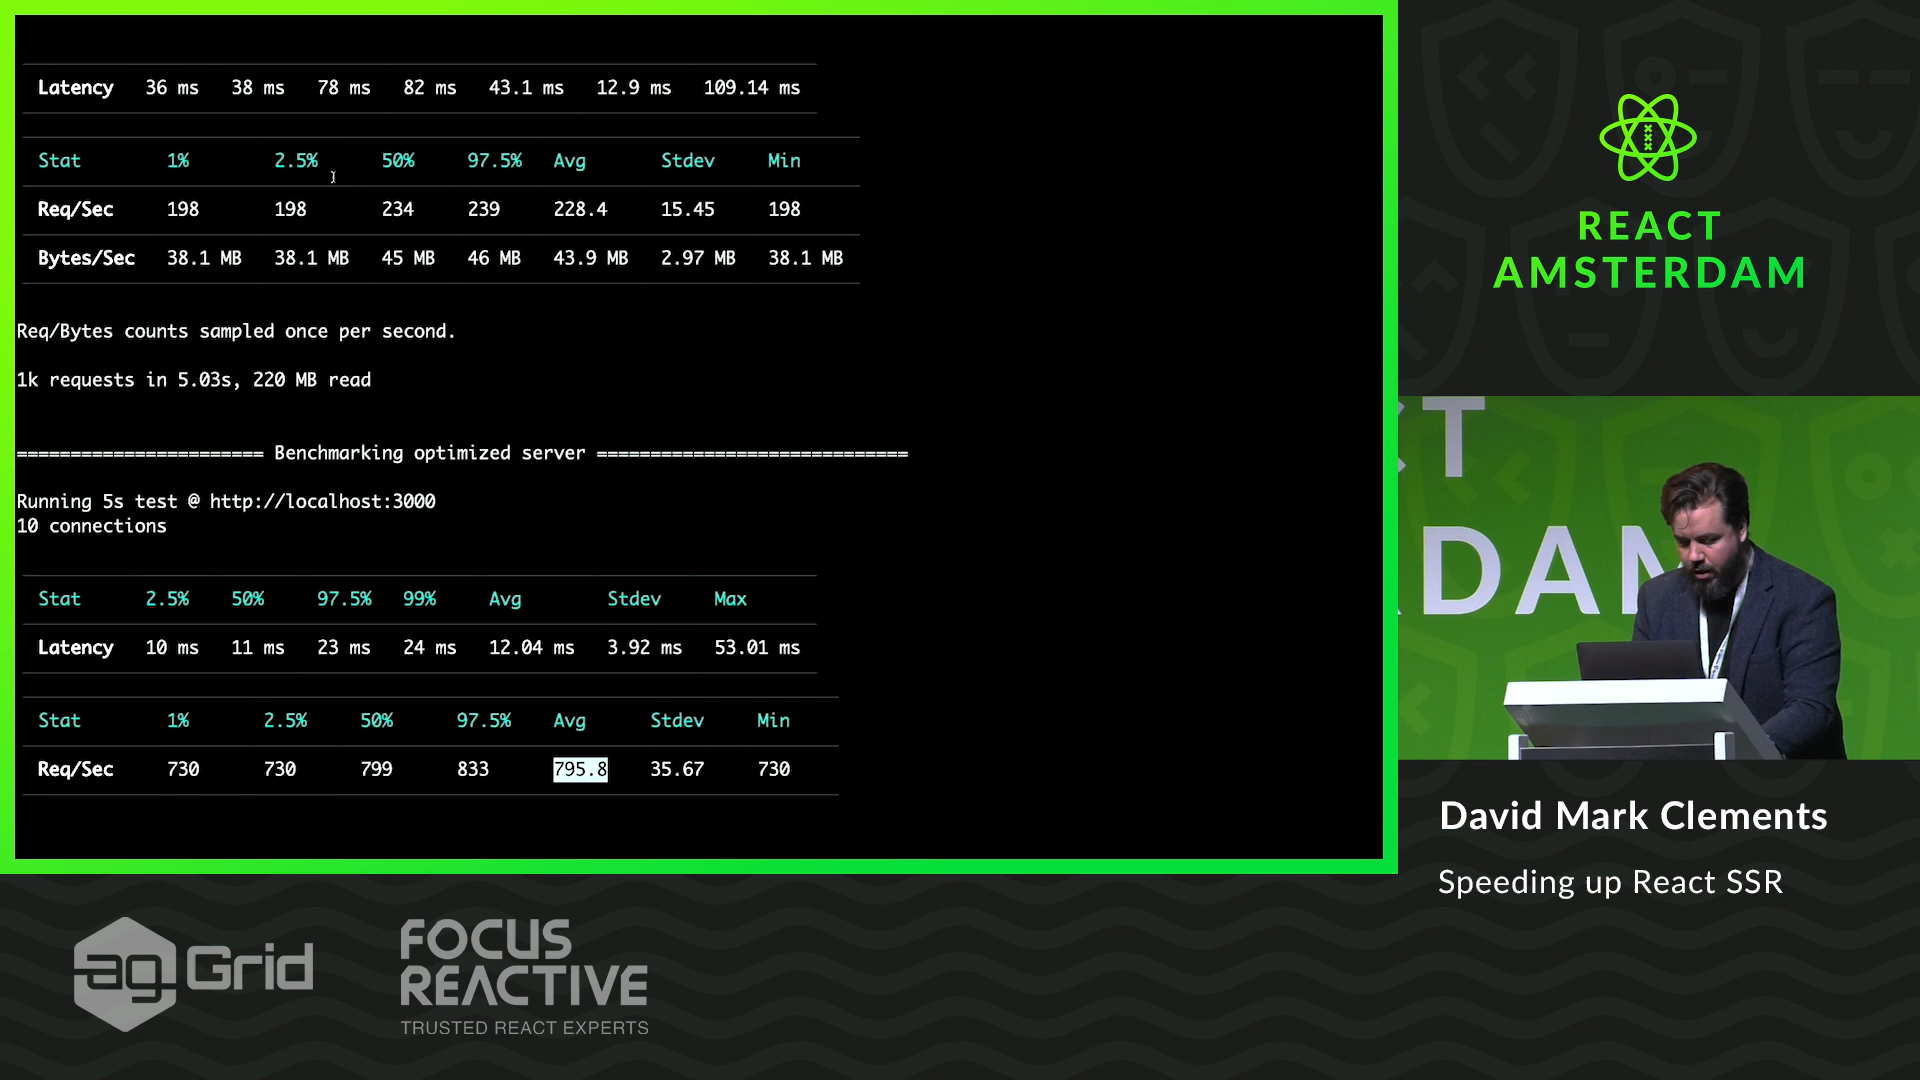 Latency 36 ms 38 ms 78 ms 82 ms 43.1 ms 12.9 ms 109.14 ms
Stat 1% 2.5% 50% 97.5% Avg Stdev Min
Req/Sec 198 198 234 239 228.4 15.45 198
Bytes/Sec 38.1 MB 38.1 MB 45 MB 46 MB 43.9 MB 2.97 MB 38.1 MB
Req/Bytes counts sampled once per second.
1k requests in 5.03s, 220 MB read
======================= Benchmarking optimized server =============================
Running 5s test @ http://localhost:3000
10 connections
Stat 2.5% 50% 97.5% 99% Avg Stdev Max
Latency 10 ms 11 ms 23 ms 24 ms 12.04 ms 3.92 ms 53.01 ms
Stat 1% 2.5% 50% 97.5% Avg Stdev Min
Req/Sec 730 730 799 833 795.8 35.67 730
REACT
AMSTERDAM
CT
RDAM
David Mark Clements
Speeding up React SSR
ag Grid
FOCUS
REACTIVE
TRUSTED REACT EXPERTS